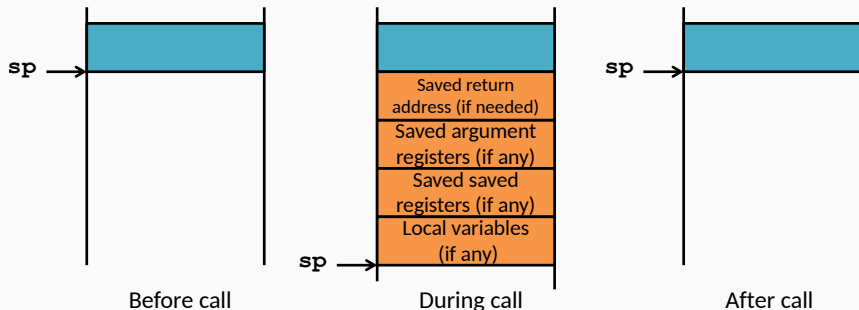 sp
Saved return
address (if needed)
Saved argument
registers (if any)
Saved saved
registers (if any)
Local variables
(if any)
sp
sp
Before call
During call
After call